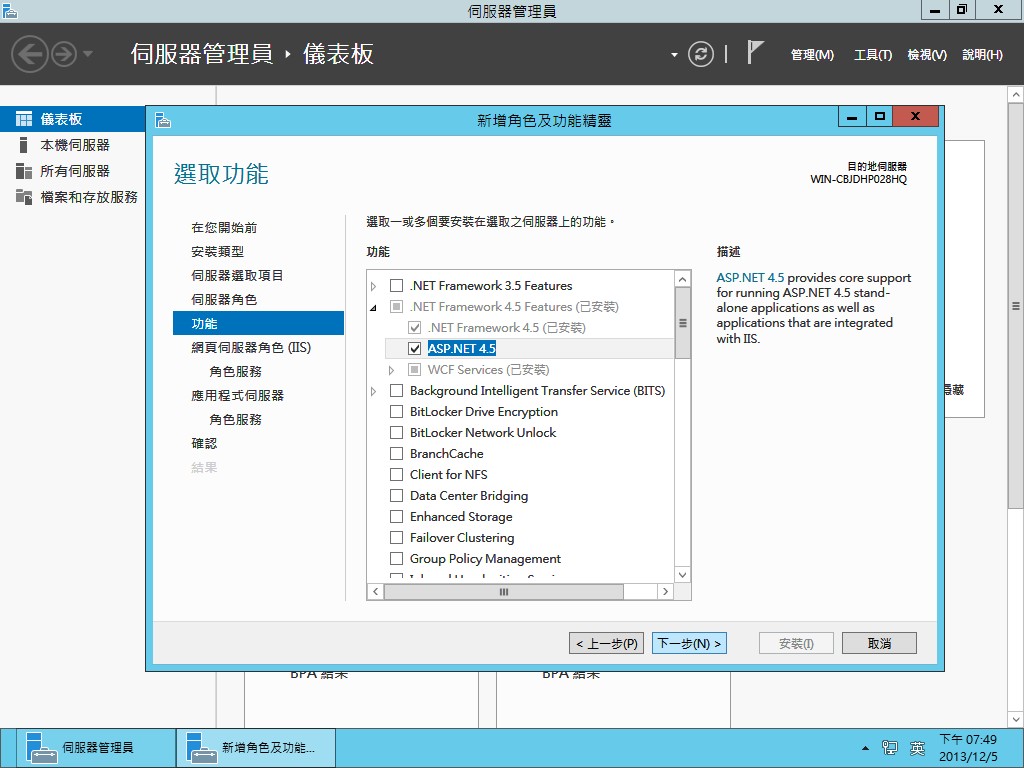 伺服器管理員
伺服器管理員 ‣ 儀表板
管理(M) 工具(T) 檢視(V) 說明(H)
儀表板
本機伺服器
所有伺服器
檔案和存放服務
新增角色及功能精靈
選取功能
目的地伺服器
WIN-CBJDHP028HQ
在您開始前
安裝類型
伺服器選取項目
伺服器角色
功能
網頁伺服器角色 (IIS)
角色服務
應用程式伺服器
角色服務
確認
結果
選取一或多個要安裝在選取之伺服器上的功能。
功能
.NET Framework 3.5 Features
.NET Framework 4.5 Features (已安裝)
.NET Framework 4.5 (已安裝)
ASP.NET 4.5
WCF Services (已安裝)
Background Intelligent Transfer Service (BITS)
BitLocker Drive Encryption
BitLocker Network Unlock
BranchCache
Client for NFS
Data Center Bridging
Enhanced Storage
Failover Clustering
Group Policy Management
描述
ASP.NET 4.5 provides core support
for running ASP.NET 4.5 stand-
alone applications as well as
applications that are integrated
with IIS.
隱藏
< 上一步(P) 下一步(N) > 安裝(I) 取消
BPA 結果 BPA 結果
伺服器管理員 新增角色及功能...
英
下午 07:49
2013/12/5